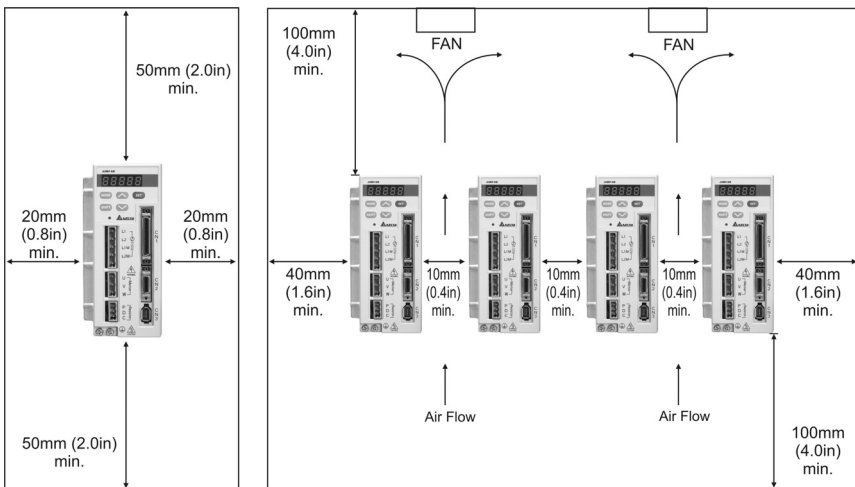 50mm (2.0in)
min.
20mm
(0.8in)
min.
20mm
(0.8in)
min.
50mm (2.0in)
min.
100mm
(4.0in)
min.
FAN
FAN
40mm
(1.6in)
min.
10mm
(0.4in)
min.
10mm
(0.4in)
min.
10mm
(0.4in)
min.
40mm
(1.6in)
min.
Air Flow
Air Flow
100mm
(4.0in)
min.